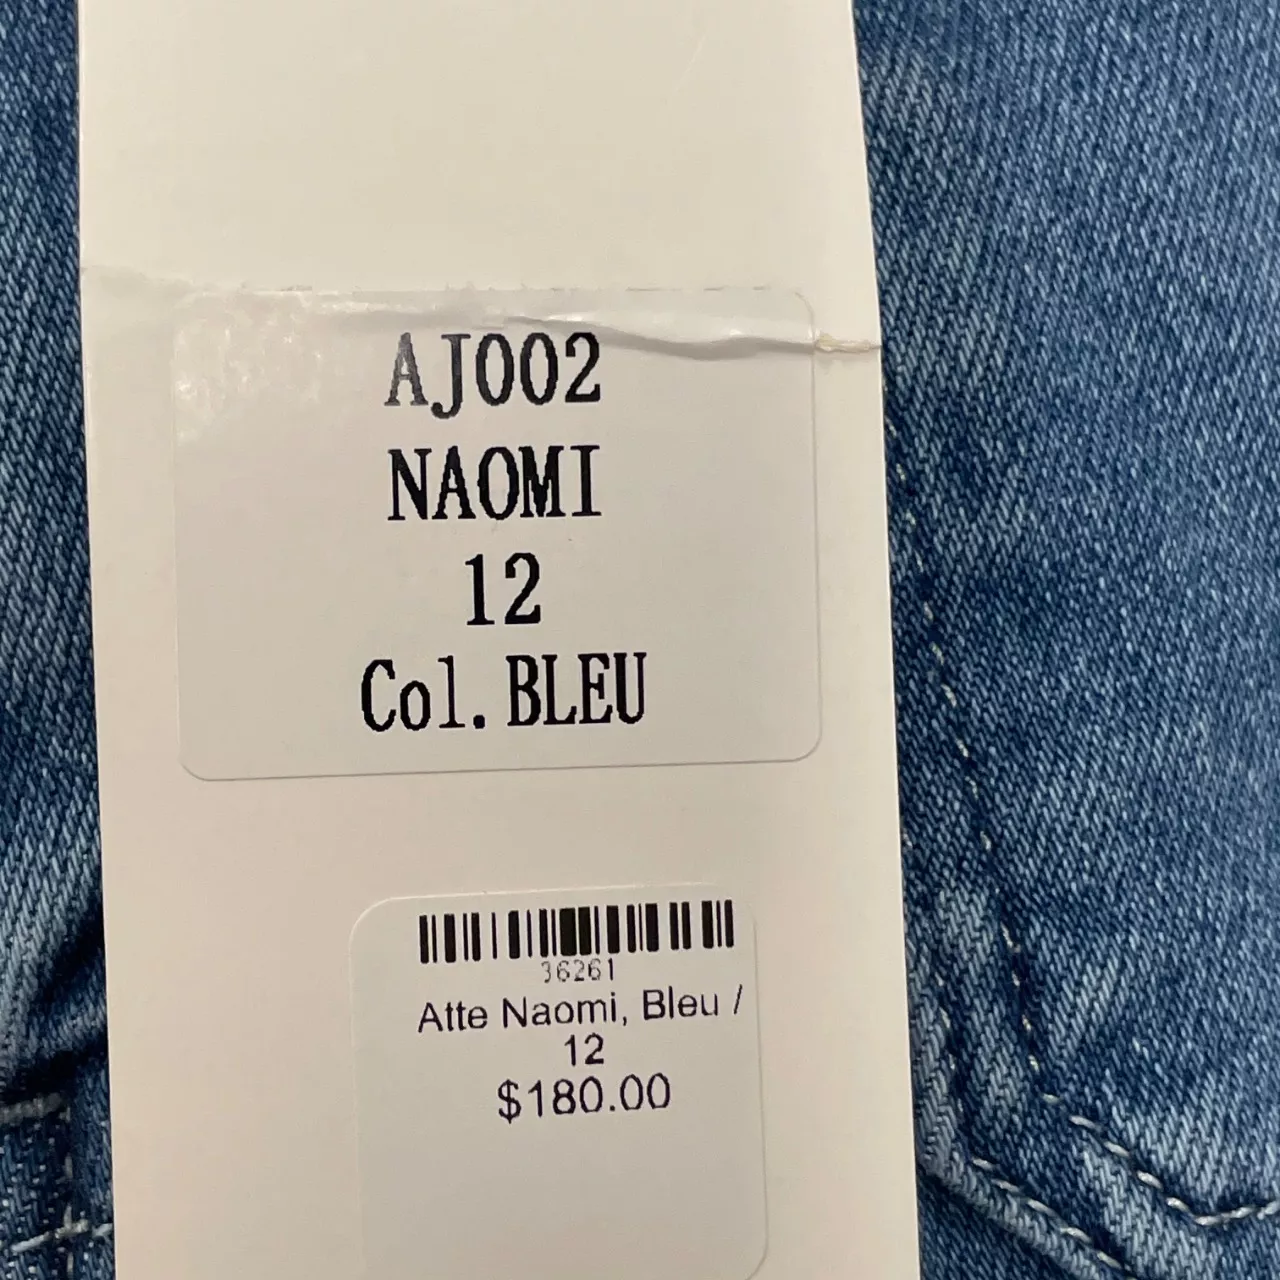 AJ002
NAOMI
12
Col. BLEU
36261
Atte Naomi, Bleu /
12
$180.00